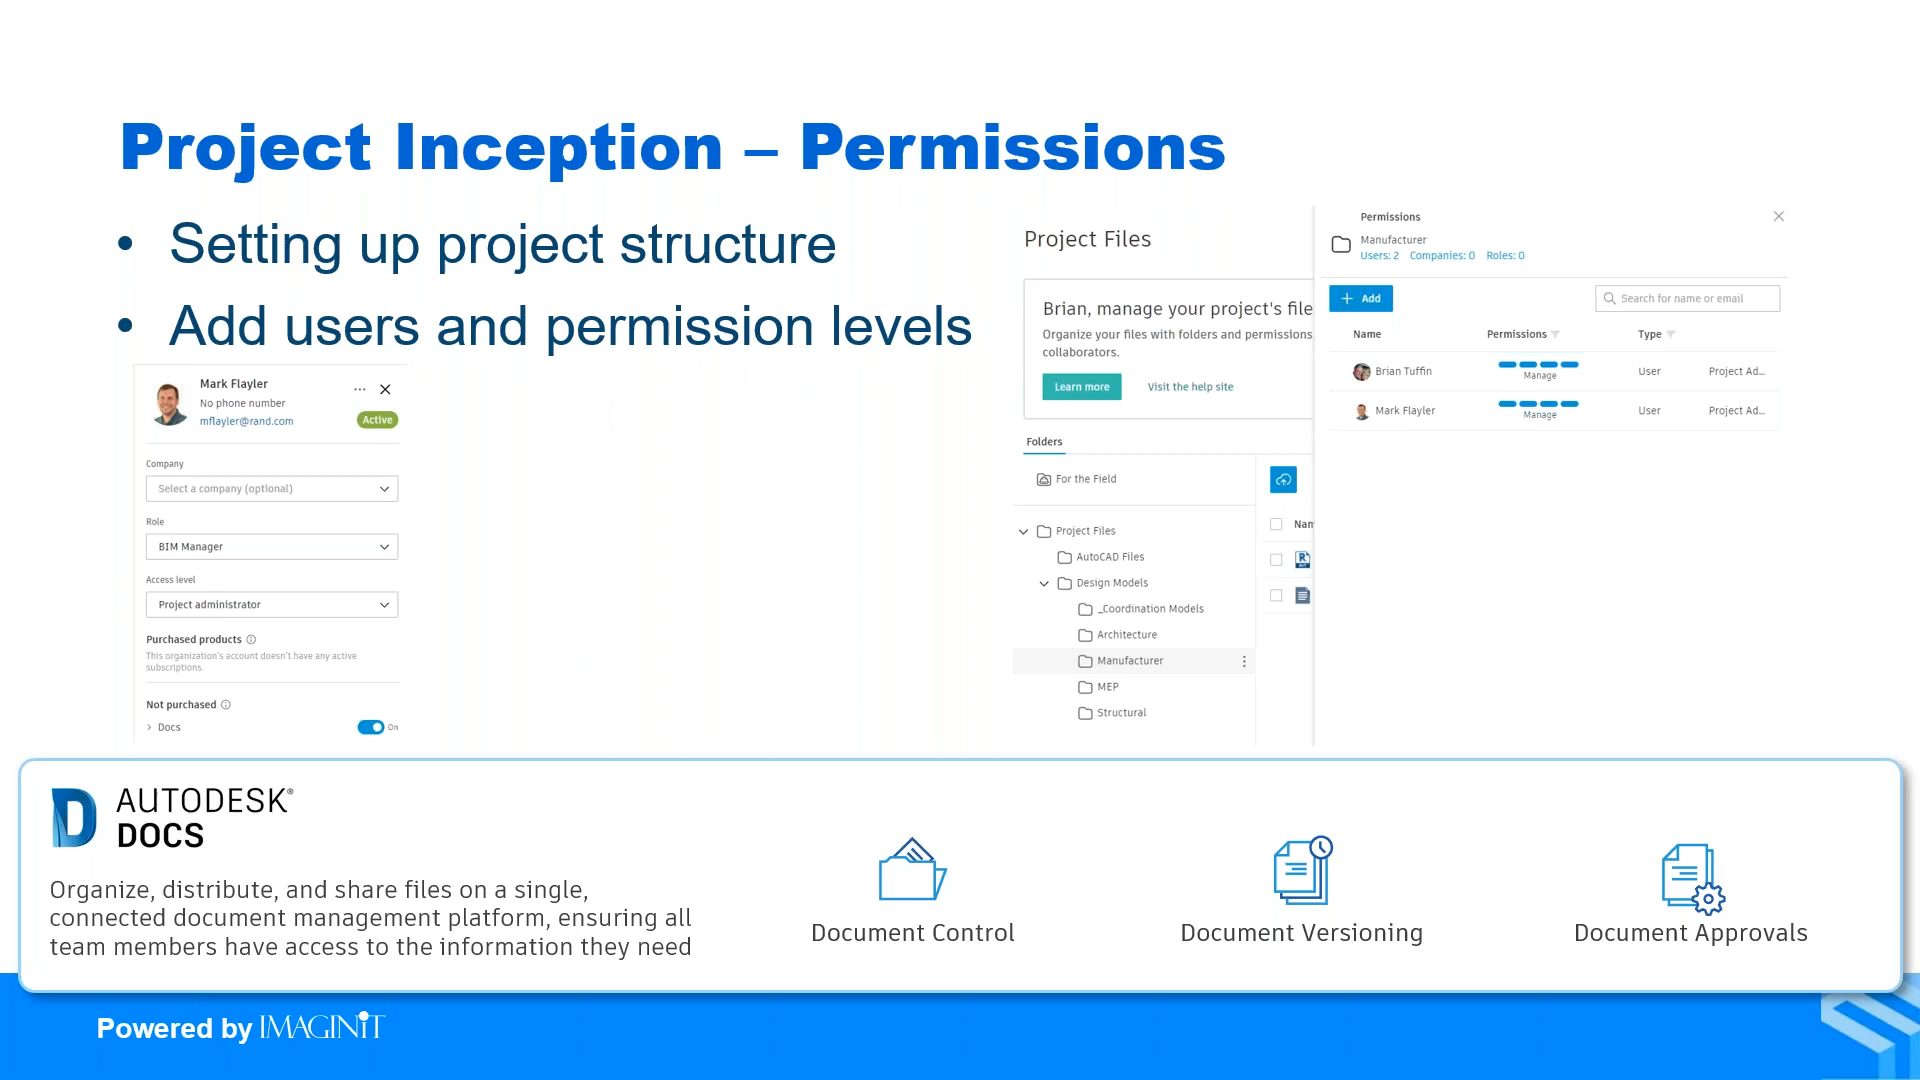 Project Inception – Permissions
• Setting up project structure
• Add users and permission levels
Mark Flayler
No phone number
mflayler@rand.com
Active
Company
Select a company (optional)
Role
BIM Manager
Access level
Project administrator
Purchased products
This organization's account doesn't have any active
subscriptions.
Not purchased
Docs
On
Project Files
Brian, manage your project's file
Organize your files with folders and permissions
collaborators.
Learn more
Visit the help site
Folders
For the Field
Project Files
AutoCAD Files
Design Models
_Coordination Models
Architecture
Manufacturer
MEP
Structural
Nam
Permissions
Manufacturer
Users: 2 Companies: 0 Roles: 0
+ Add
Search for name or email
Name Permissions Type
Brian Tuffin Manage User Project Ad...
Mark Flayler Manage User Project Ad...
AUTODESK®
DOCS
Organize, distribute, and share files on a single,
connected document management platform, ensuring all
team members have access to the information they need
Document Control
Document Versioning
Document Approvals
Powered by IMAGINiT